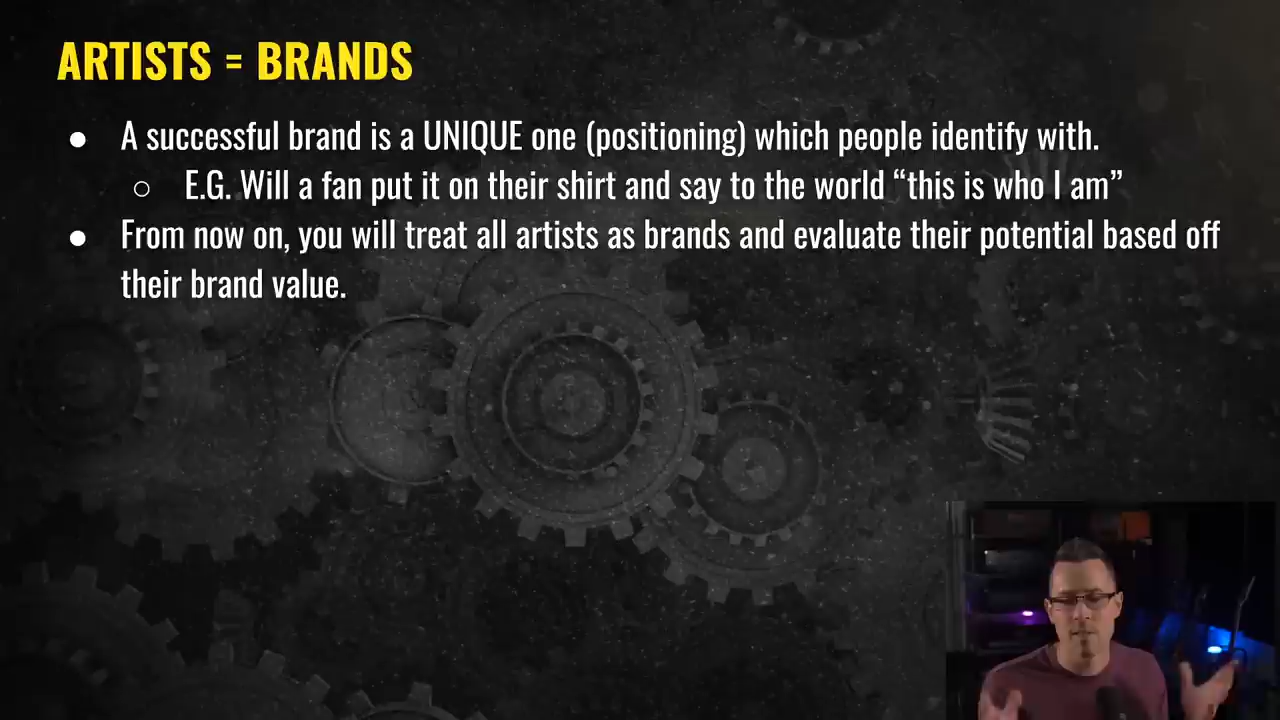 ARTISTS = BRANDS
● A successful brand is a UNIQUE one (positioning) which people identify with.
○ E.G. Will a fan put it on their shirt and say to the world “this is who I am”
● From now on, you will treat all artists as brands and evaluate their potential based off
their brand value.